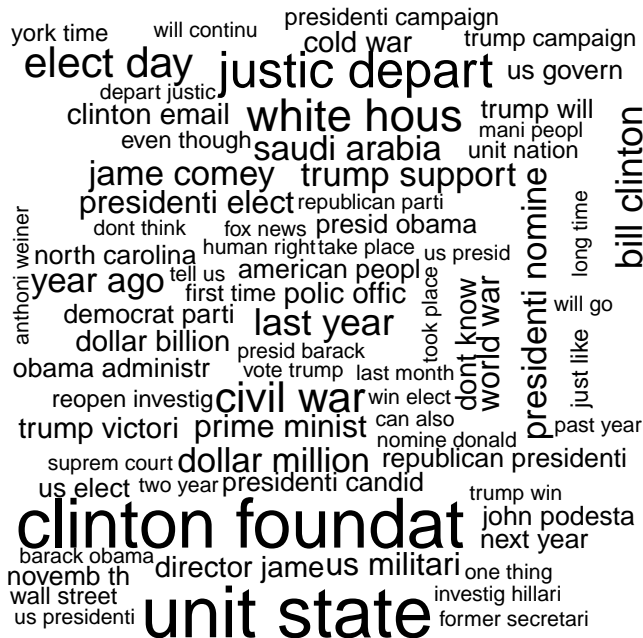 presidenti campaign
york time
will continu
cold war
trump campaign
elect day
justic depart
us govern
depart justic
clinton email
white hous
trump will
mani peopl
even though
saudi arabia
unit nation
bill clinton
jame comey
trump support
presidenti elect
republican parti
presidenti nomine
long time
dont think
fox news
presid obama
anthoni weiner
north carolina
human right
take place
us presid
year ago
tell us
american peopl
first time
polic offic
took place
dont know
world war
will go
democrat parti
last year
dollar billion
presid barack
just like
obama administr
vote trump
last month
reopen investig
civil war
win elect
trump victori
prime minist
can also
past year
nomine donald
suprem court
dollar million
republican presidenti
us elect
two year
presidenti candid
trump win
clinton foundat
john podesta
next year
barack obama
novemb th
director jame
us militari
one thing
wall street
unit state
investig hillari
us presidenti
former secretari